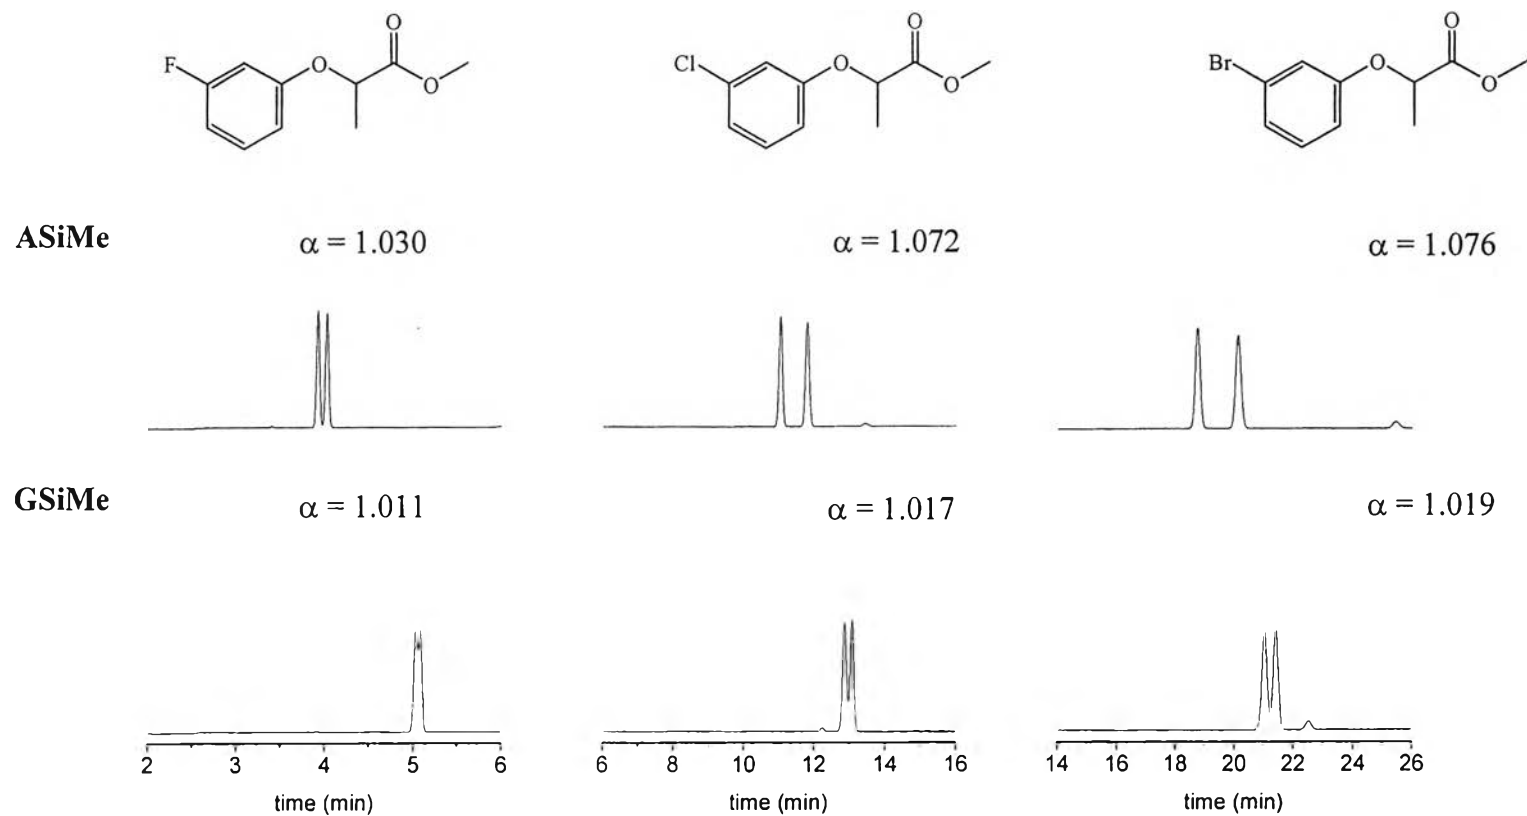 F O O O
Cl O O O
Br O O O
ASiMe α = 1.030 α = 1.072 α = 1.076
GSiMe α = 1.011 α = 1.017 α = 1.019
2 3 4 5 6 6 8 10 12 14 16 14 16 18 20 22 24 26
time (min) time (min) time (min)